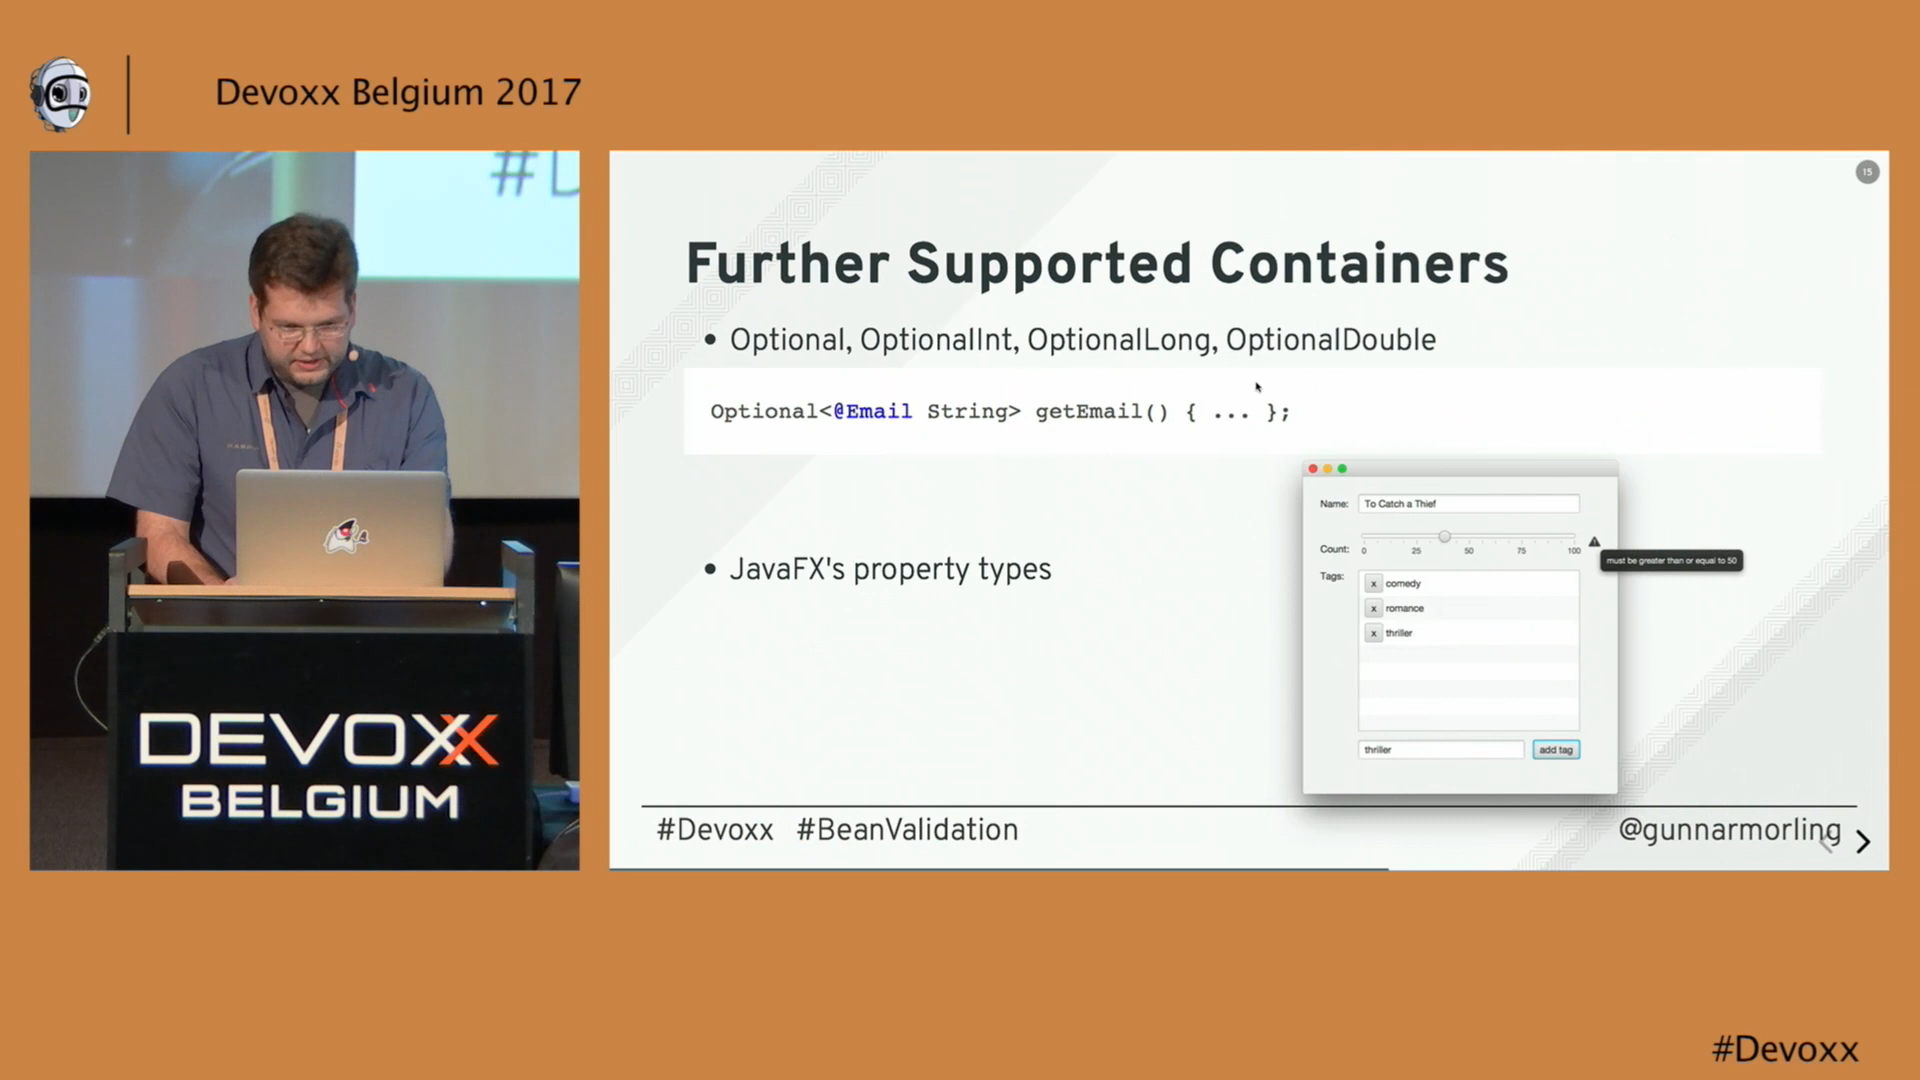 Devoxx Belgium 2017
#D
DEVOXX
BELGIUM
15
Further Supported Containers
• Optional, OptionalInt, OptionalLong, OptionalDouble
Optional<@Email String> getEmail() { ... };
• JavaFX's property types
Name: To Catch a Thief
Count: 0 25 50 75 100
must be greater than or equal to 50
Tags:
x comedy
x romance
x thriller
thriller add tag
#Devoxx #BeanValidation @gunnarmorling
#Devoxx